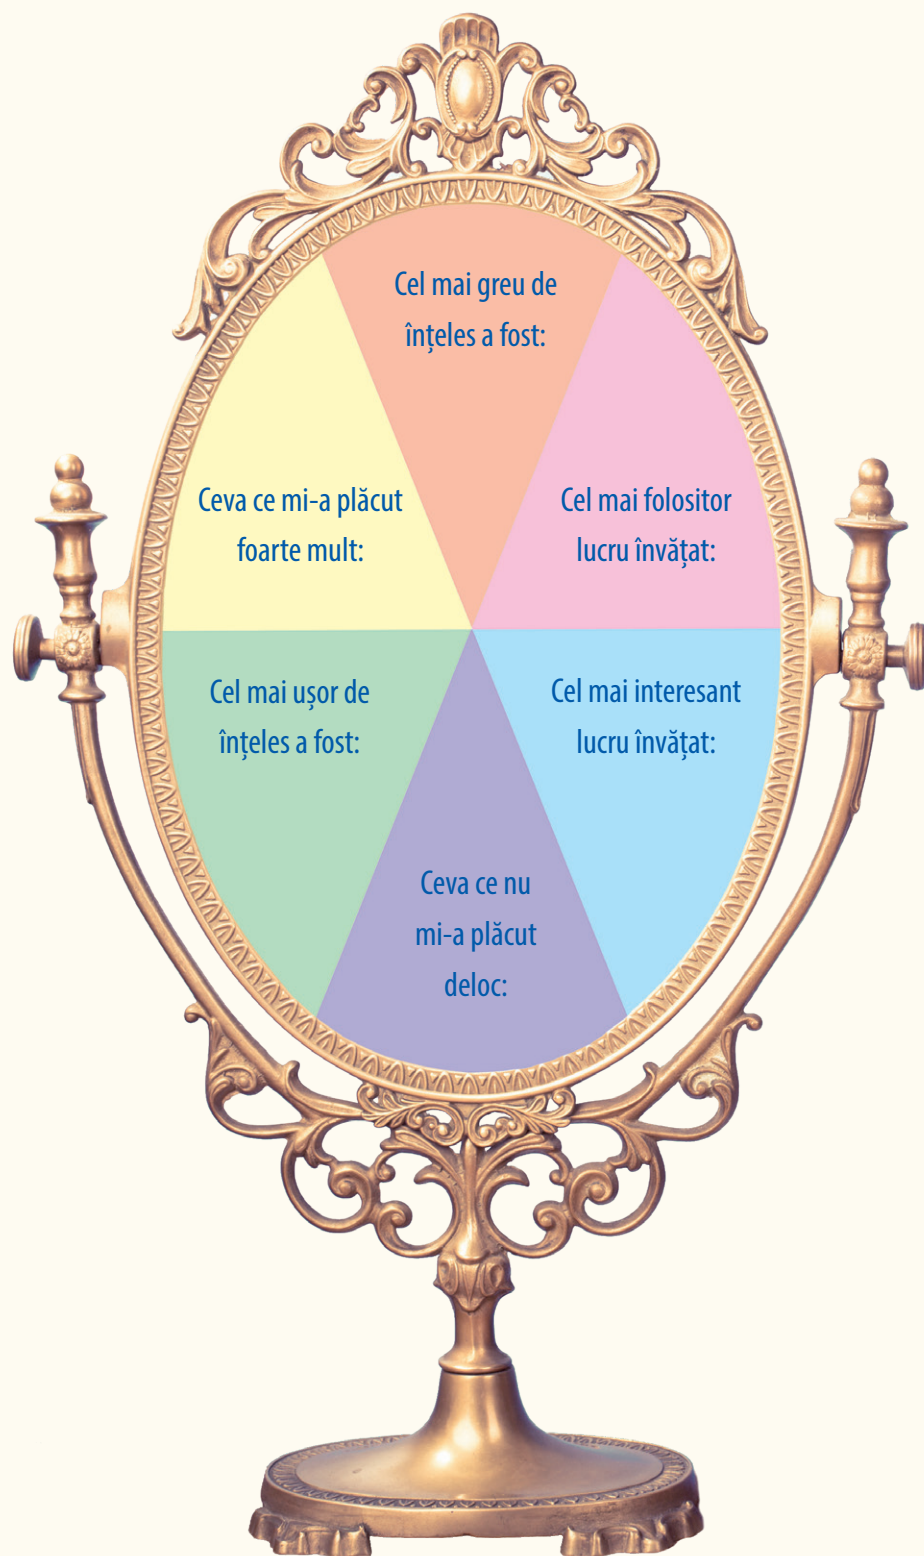 Cel mai greu de
înțeles a fost:
Ceva ce mi-a plăcut
foarte mult:
Cel mai folositor
lucru învățat:
Cel mai ușor de
înțeles a fost:
Cel mai interesant
lucru învățat:
Ceva ce nu
mi-a plăcut
deloc: